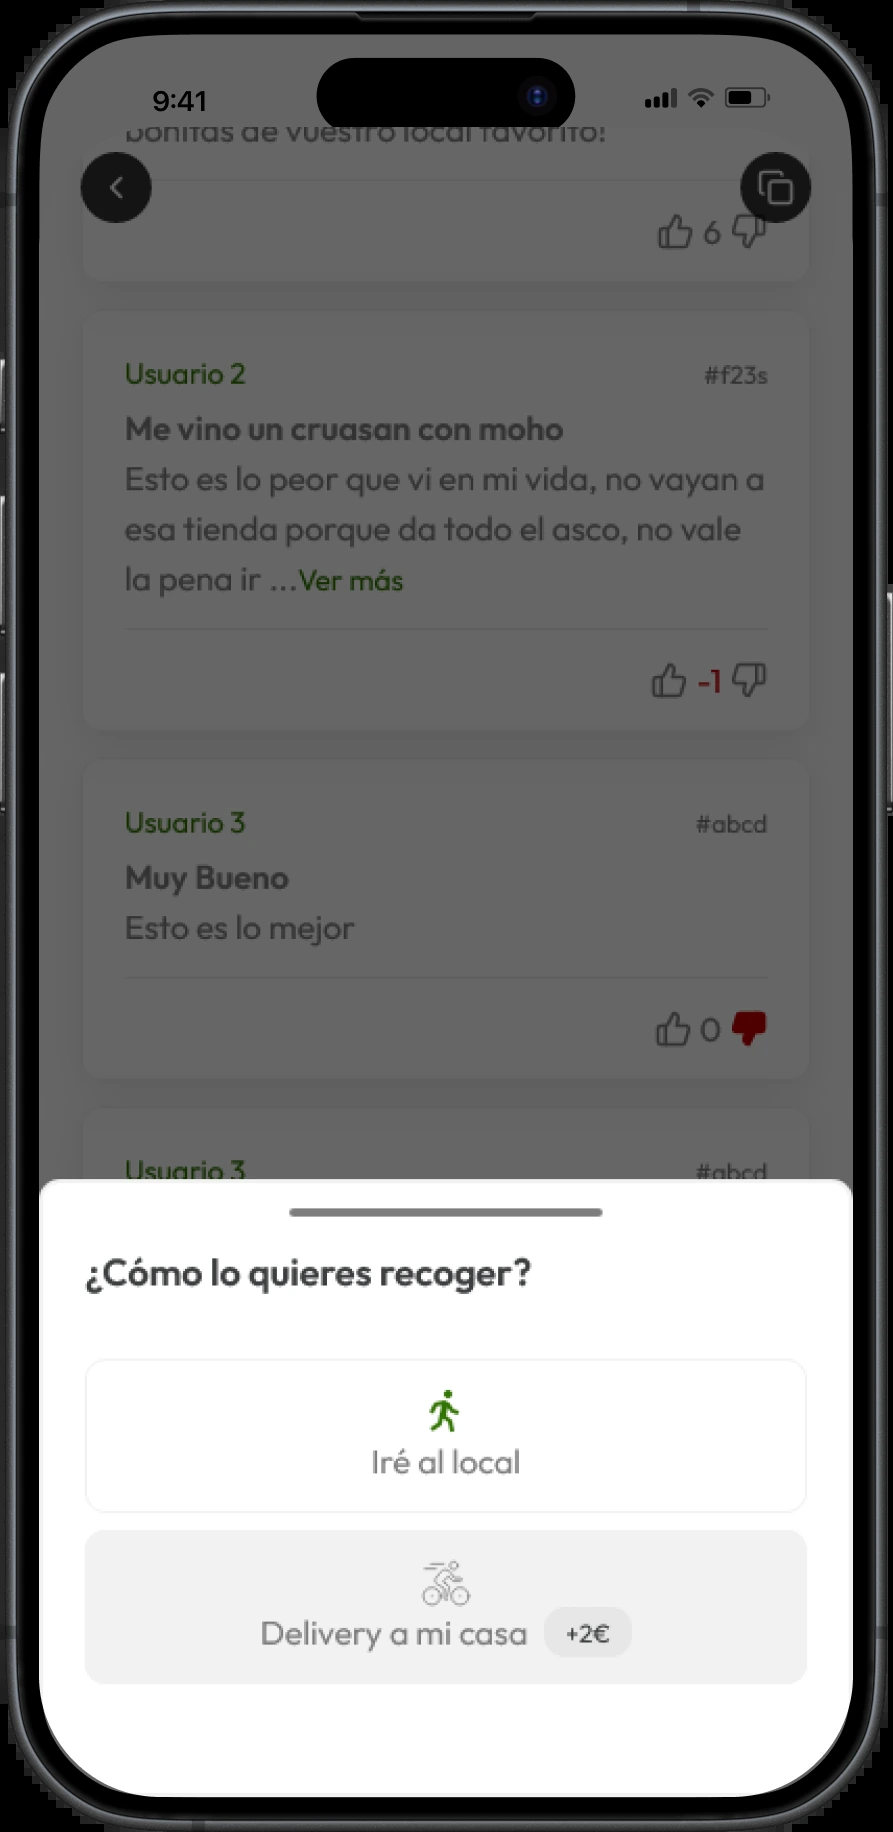 9:41
bonitas de vuestro local favorito!
6
Usuario 2
#f23s
Me vino un cruasan con moho
Esto es lo peor que vi en mi vida, no vayan a
esa tienda porque da todo el asco, no vale
la pena ir ...Ver más
-1
Usuario 3
#abcd
Muy Bueno
Esto es lo mejor
0
Usuario 3
#abcd
¿Cómo lo quieres recoger?
Iré al local
Delivery a mi casa +2€